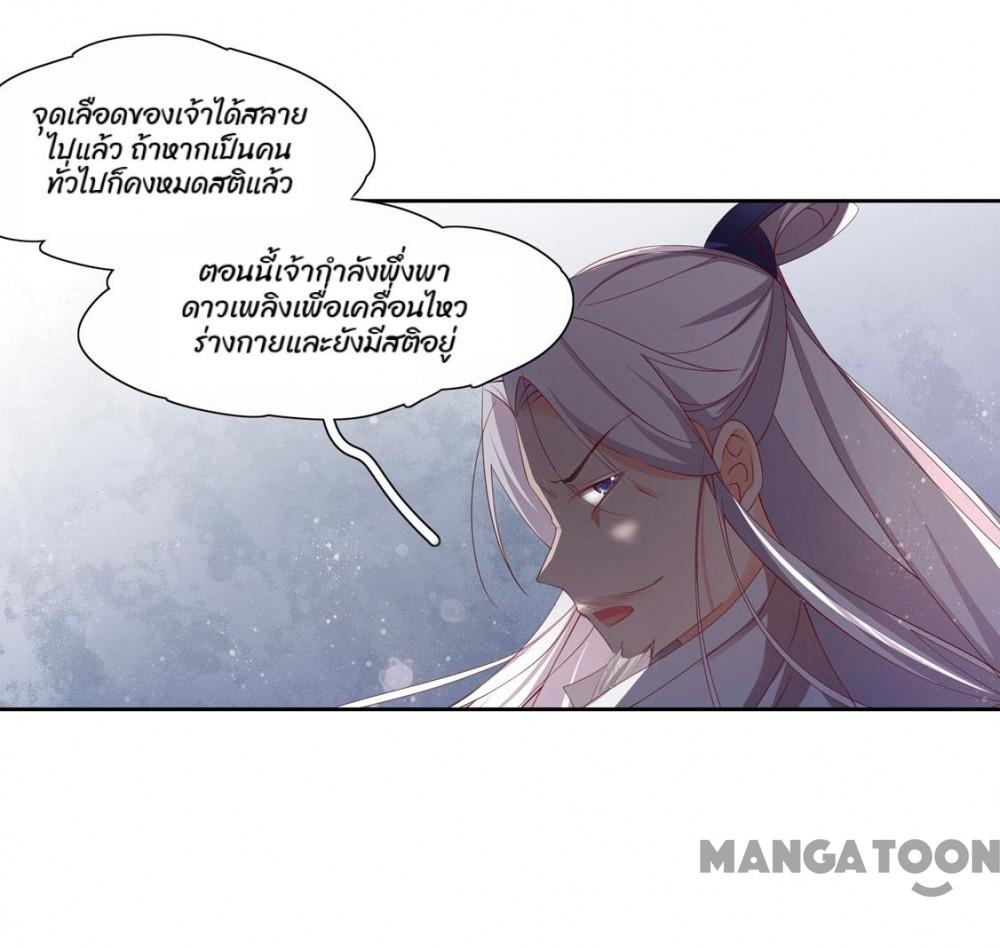 จุดเลือดของเจ้าได้สลาย
ไปแล้ว ถ้าหากเป็นคน
ทั่วไปก็คงหมดสติแล้ว
ตอนนี้เจ้ากำลังพึ่งพา
ดาวเพลิงเพื่อเคลื่อนไหว
ร่างกายและยังมีสติอยู่
MANGATOON